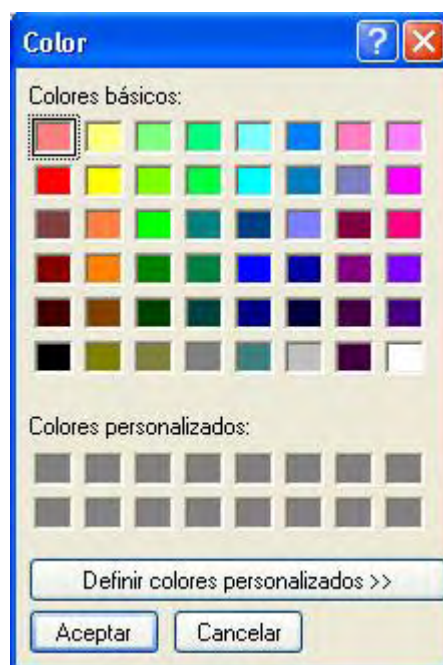 Color
Colores básicos:
Colores personalizados:
Definir colores personalizados >>
Aceptar Cancelar